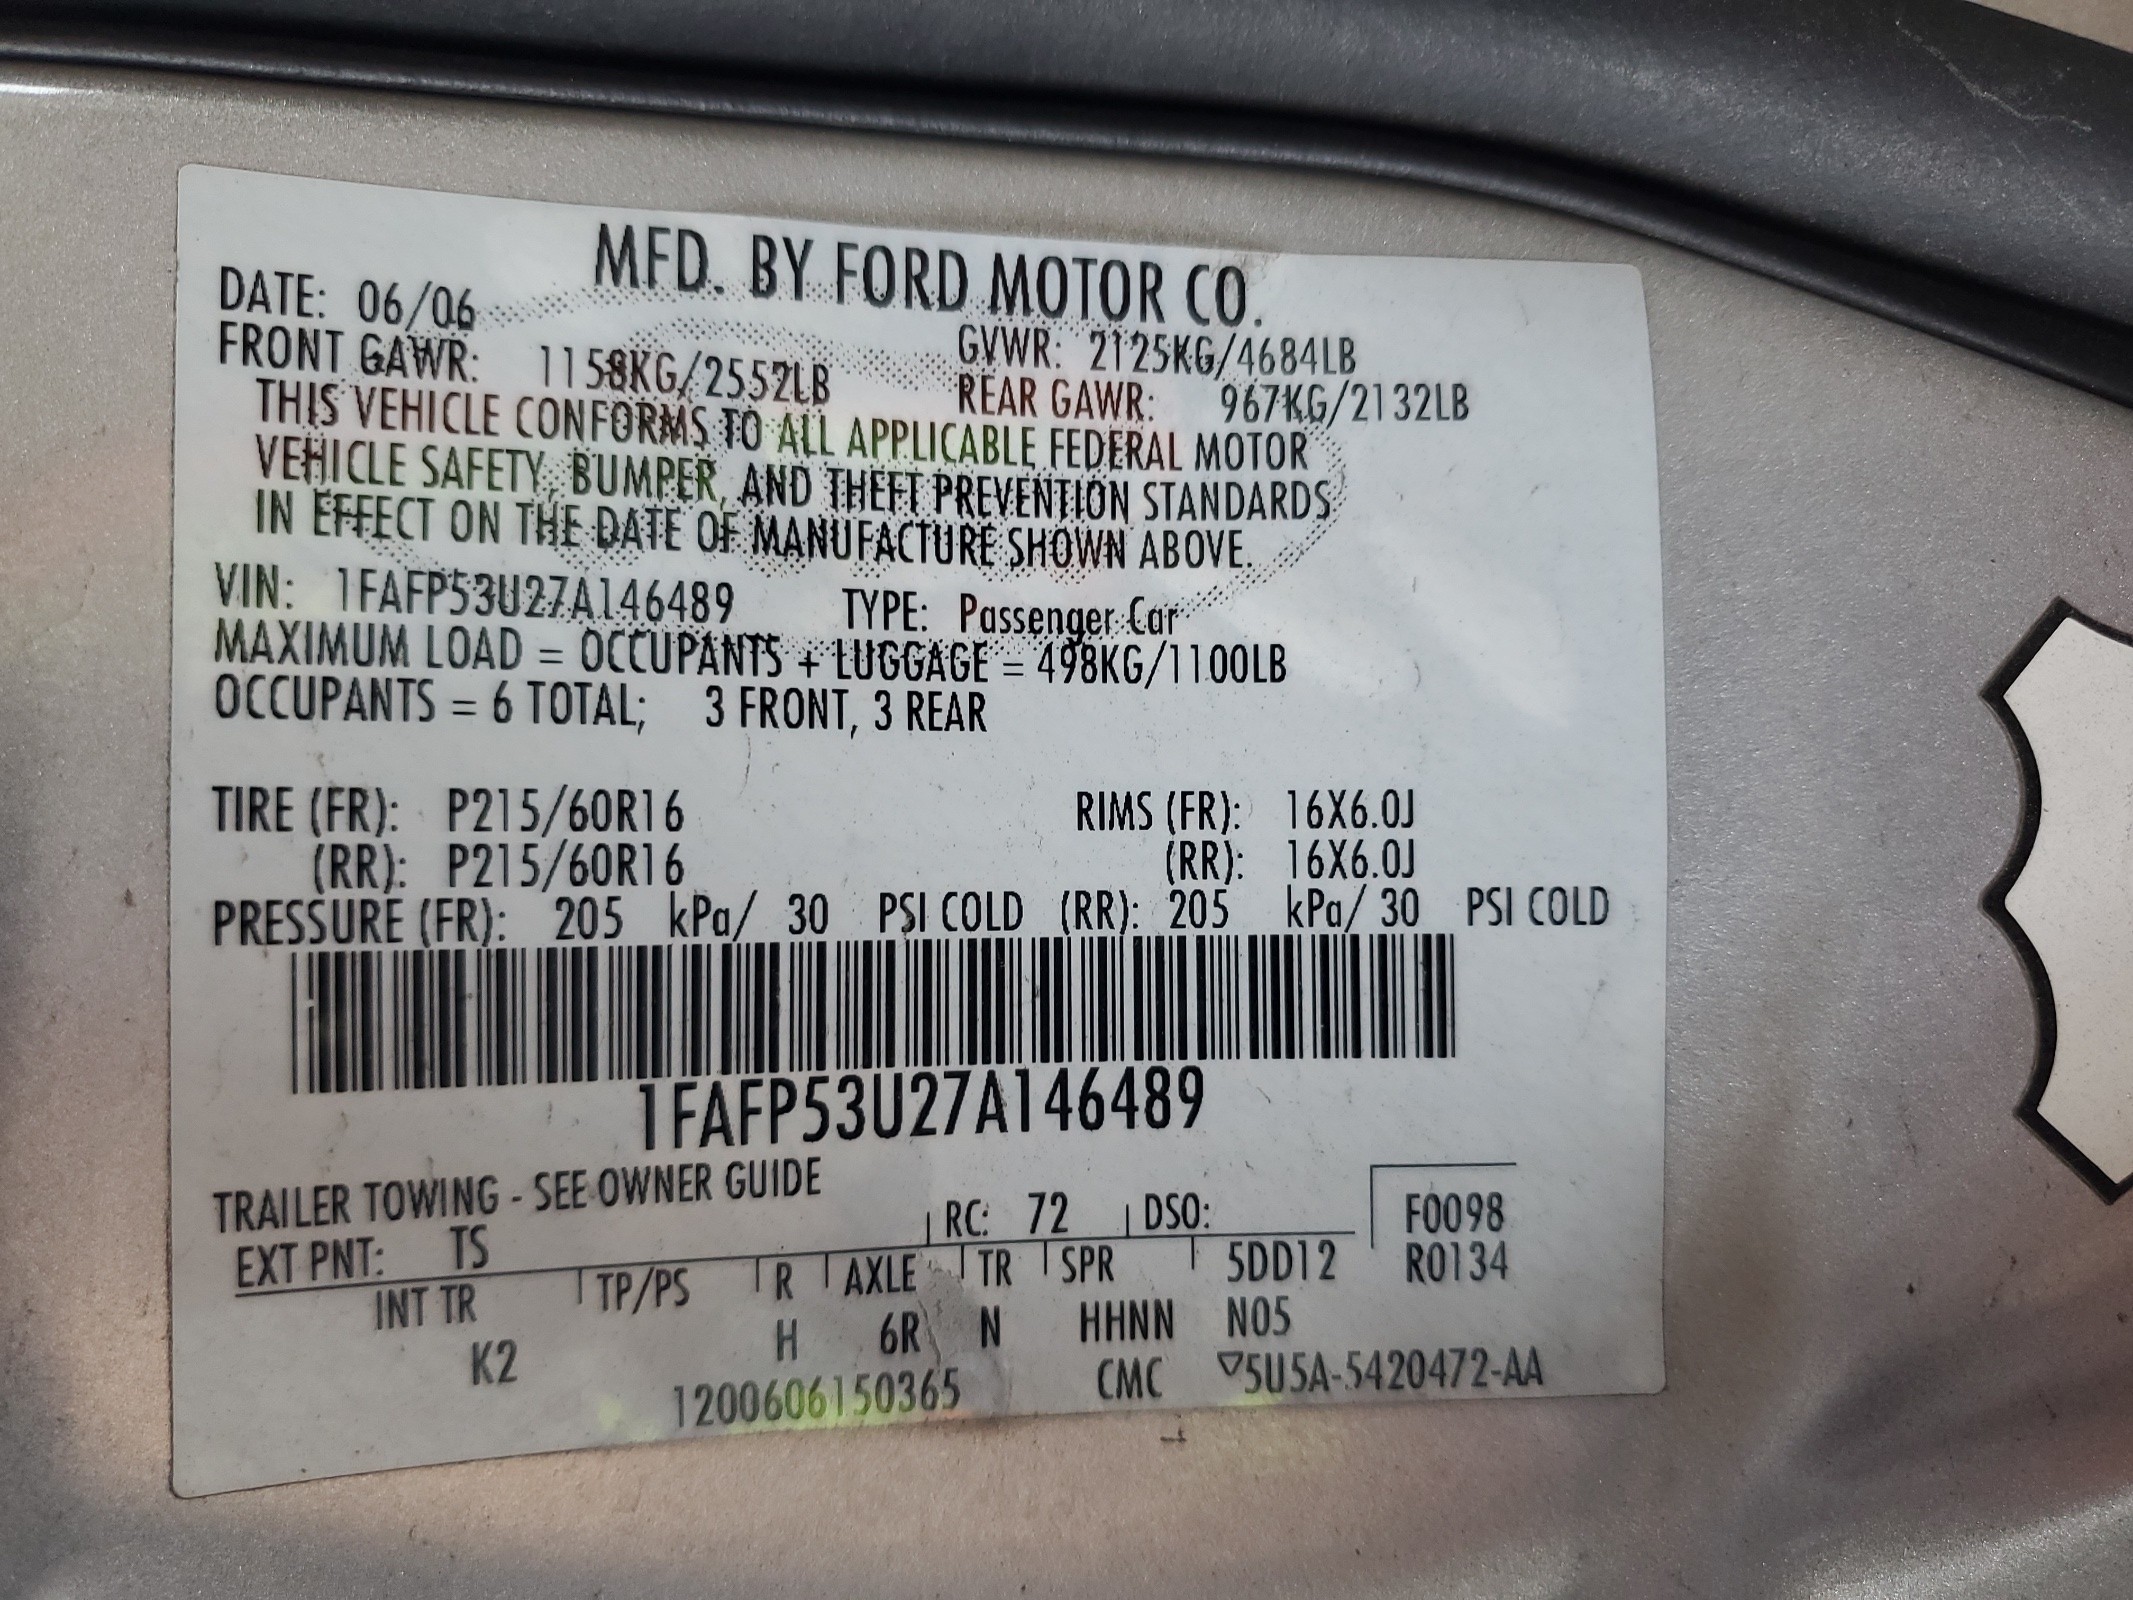 MFD. BY FORD MOTOR CO.
DATE: 06/06 GVWR: 2125KG/4684LB
FRONT GAWR: 1158KG/2552LB REAR GAWR: 967KG/2132LB
THIS VEHICLE CONFORMS TO ALL APPLICABLE FEDERAL MOTOR
VEHICLE SAFETY, BUMPER, AND THEFT PREVENTION STANDARDS
IN EFFECT ON THE DATE OF MANUFACTURE SHOWN ABOVE.
VIN: 1FAFP53U27A146489 TYPE: Passenger Car
MAXIMUM LOAD = OCCUPANTS + LUGGAGE = 498KG/1100LB
OCCUPANTS = 6 TOTAL; 3 FRONT, 3 REAR
TIRE (FR): P215/60R16 RIMS (FR): 16X6.0J
(RR): P215/60R16 (RR): 16X6.0J
PRESSURE (FR): 205 kPa/ 30 PSI COLD (RR): 205 kPa/ 30 PSI COLD
1FAFP53U27A146489
TRAILER TOWING - SEE OWNER GUIDE
EXT PNT: TS RC: 72 DSO: F0098
INT TR TP/PS R AXLE TR SPR 5DD12 R0134
K2 H 6R N HHNN N05
1200606150365 CMC ▽5U5A-5420472-AA